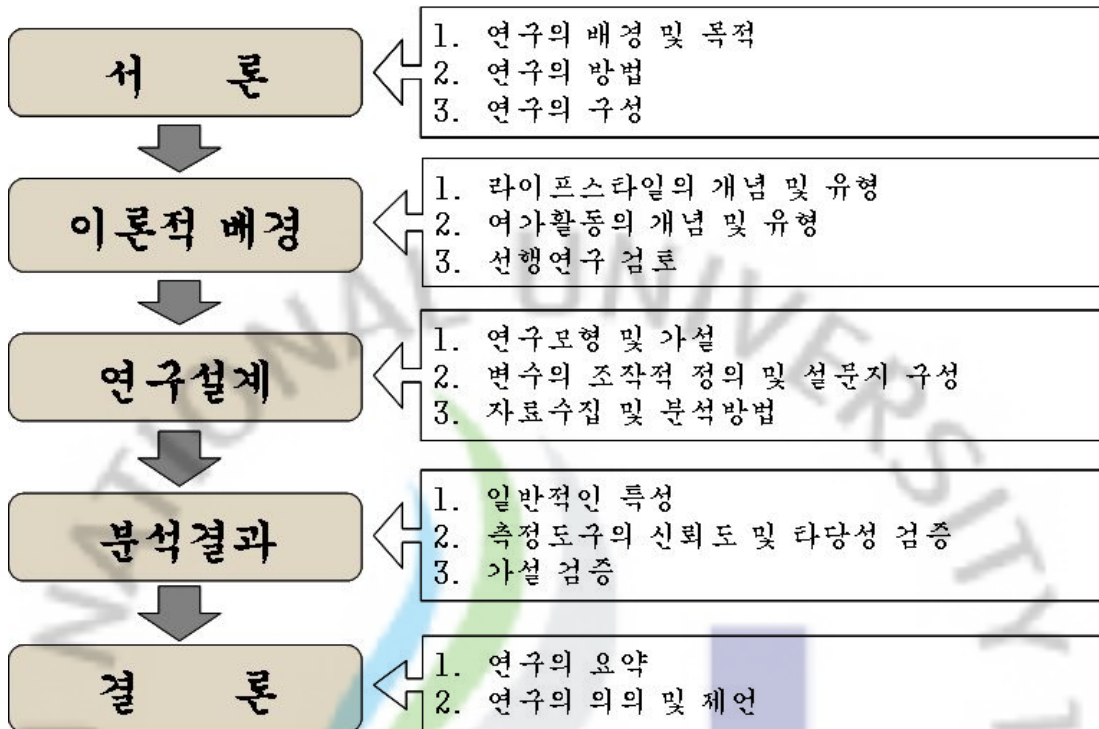 서 론
1. 연구의 배경 및 목적
2. 연구의 방법
3. 연구의 구성
이론적 배경
1. 라이프스타일의 개념 및 유형
2. 여가활동의 개념 및 유형
3. 선행연구 검토
연구설계
1. 연구모형 및 가설
2. 변수의 조작적 정의 및 설문지 구성
3. 자료수집 및 분석방법
분석결과
1. 일반적인 특성
2. 측정도구의 신뢰도 및 타당성 검증
3. 가설 검증
결 론
1. 연구의 요약
2. 연구의 의의 및 제언
NATIONAL UNIVERSITY